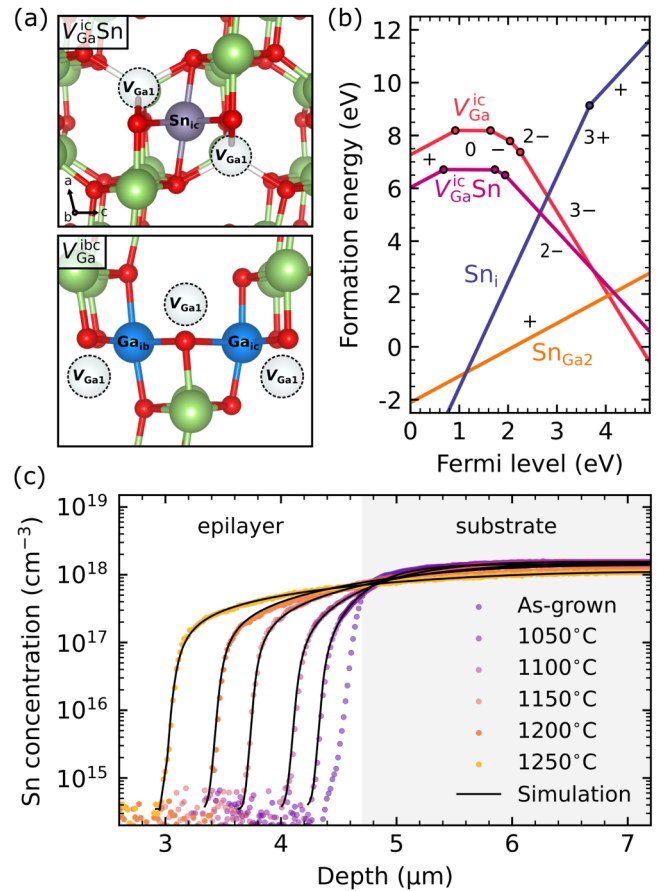 (a)
V_Ga^ic Sn
V_Ga1
Sn_ic
V_Ga1
a
b
c
V_Ga^ibc
V_Ga1
Ga_ib
Ga_ic
V_Ga1
V_Ga1
(b)
Formation energy (eV)
12
10
8
6
4
2
0
-2
V_Ga^ic
+
0
−
2−
3+
+
V_Ga^ic Sn
3−
2−
Sn_i
+
Sn_Ga2
0 1 2 3 4
Fermi level (eV)
(c)
Sn concentration (cm^−3)
10^19
10^18
10^17
10^16
10^15
epilayer
substrate
As-grown
1050°C
1100°C
1150°C
1200°C
1250°C
Simulation
3 4 5 6 7
Depth (μm)